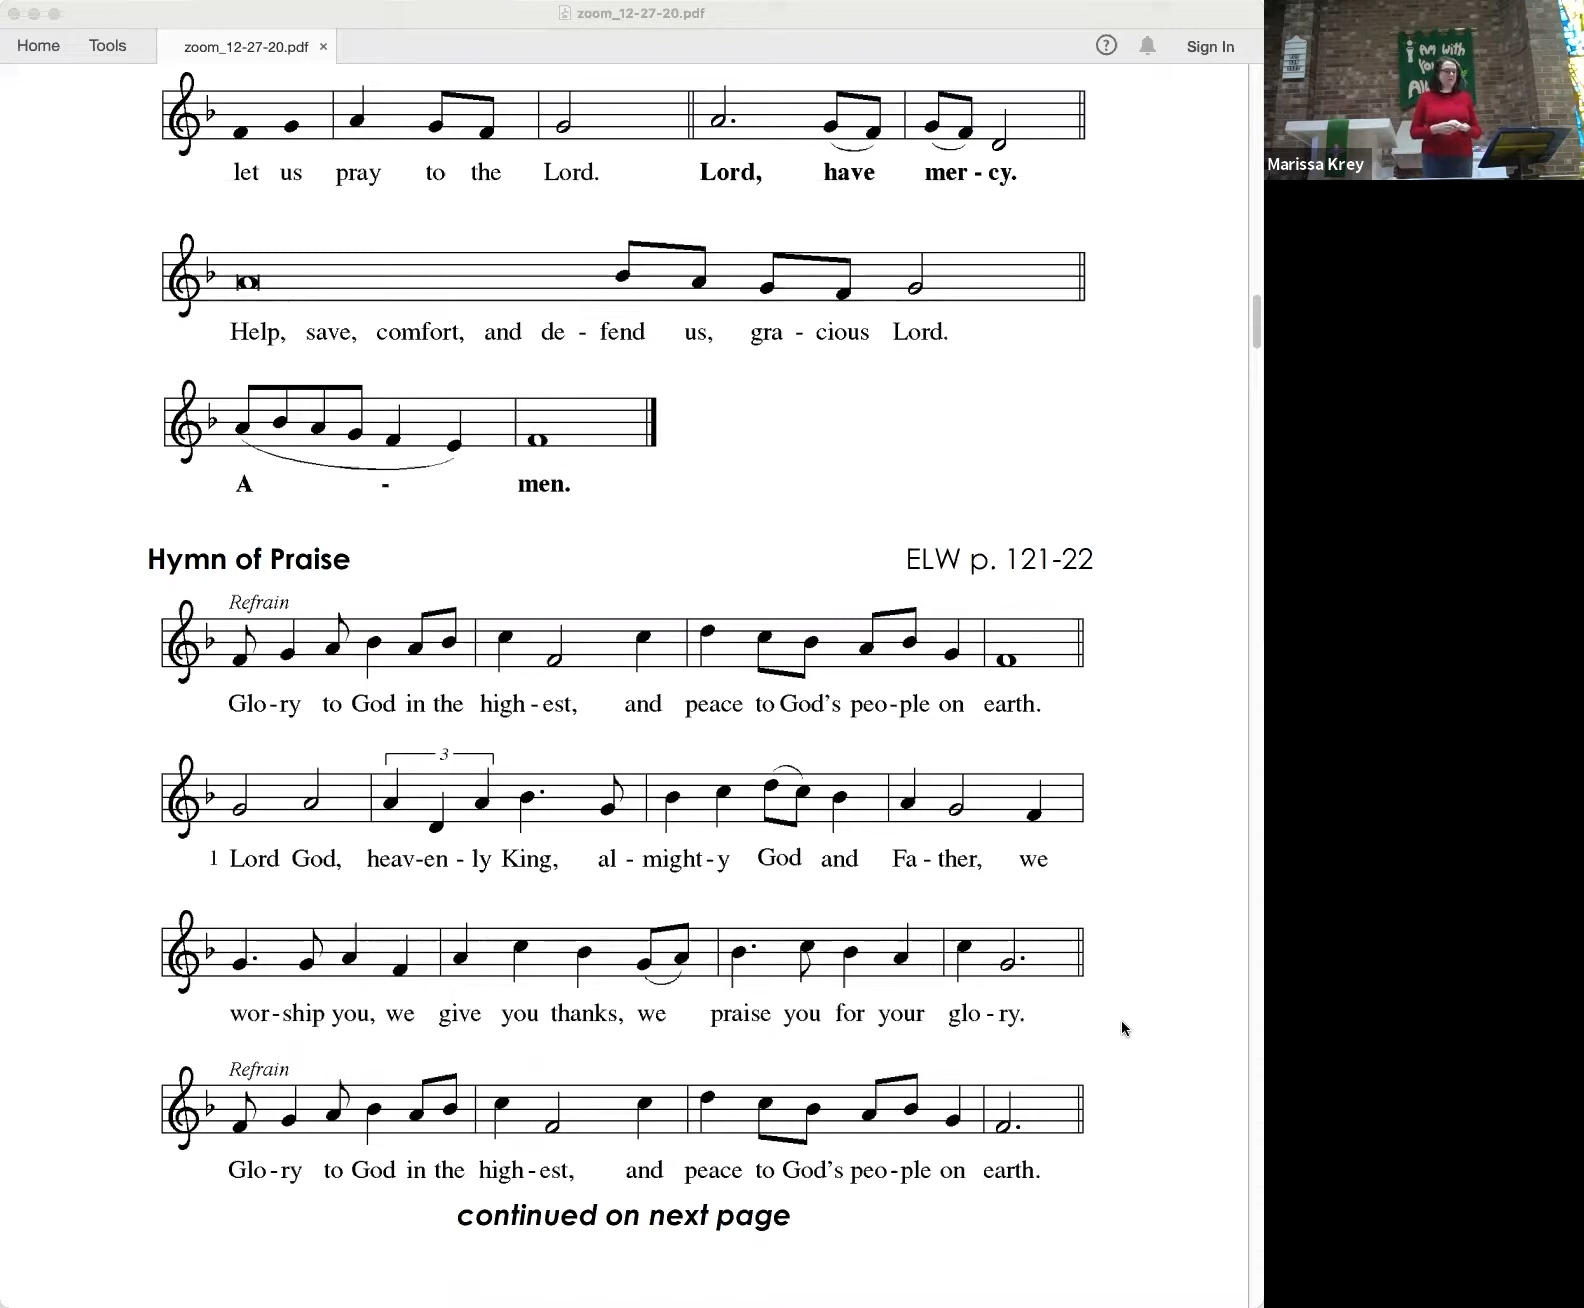 zoom_12-27-20.pdf
Home Tools zoom_12-27-20.pdf × ? Sign In
let us pray to the Lord. Lord, have mer - cy.
Help, save, comfort, and de - fend us, gra - cious Lord.
A - men.
Hymn of Praise ELW p. 121-22
Refrain
Glo - ry to God in the high - est, and peace to God's peo - ple on earth.
3
1 Lord God, heav - en - ly King, al - might - y God and Fa - ther, we
wor - ship you, we give you thanks, we praise you for your glo - ry.
Refrain
Glo - ry to God in the high - est, and peace to God's peo - ple on earth.
continued on next page
I AM with
Marissa Krey